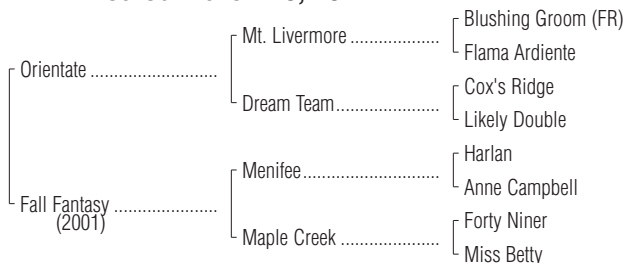 Blushing Groom (FR)
Mt. Livermore ....................
Flama Ardiente
Orientate ............................
Cox's Ridge
Dream Team.......................
Likely Double
Harlan
Menifee..............................
Anne Campbell
Fall Fantasy .......................
(2001)
Forty Niner
Maple Creek ......................
Miss Betty